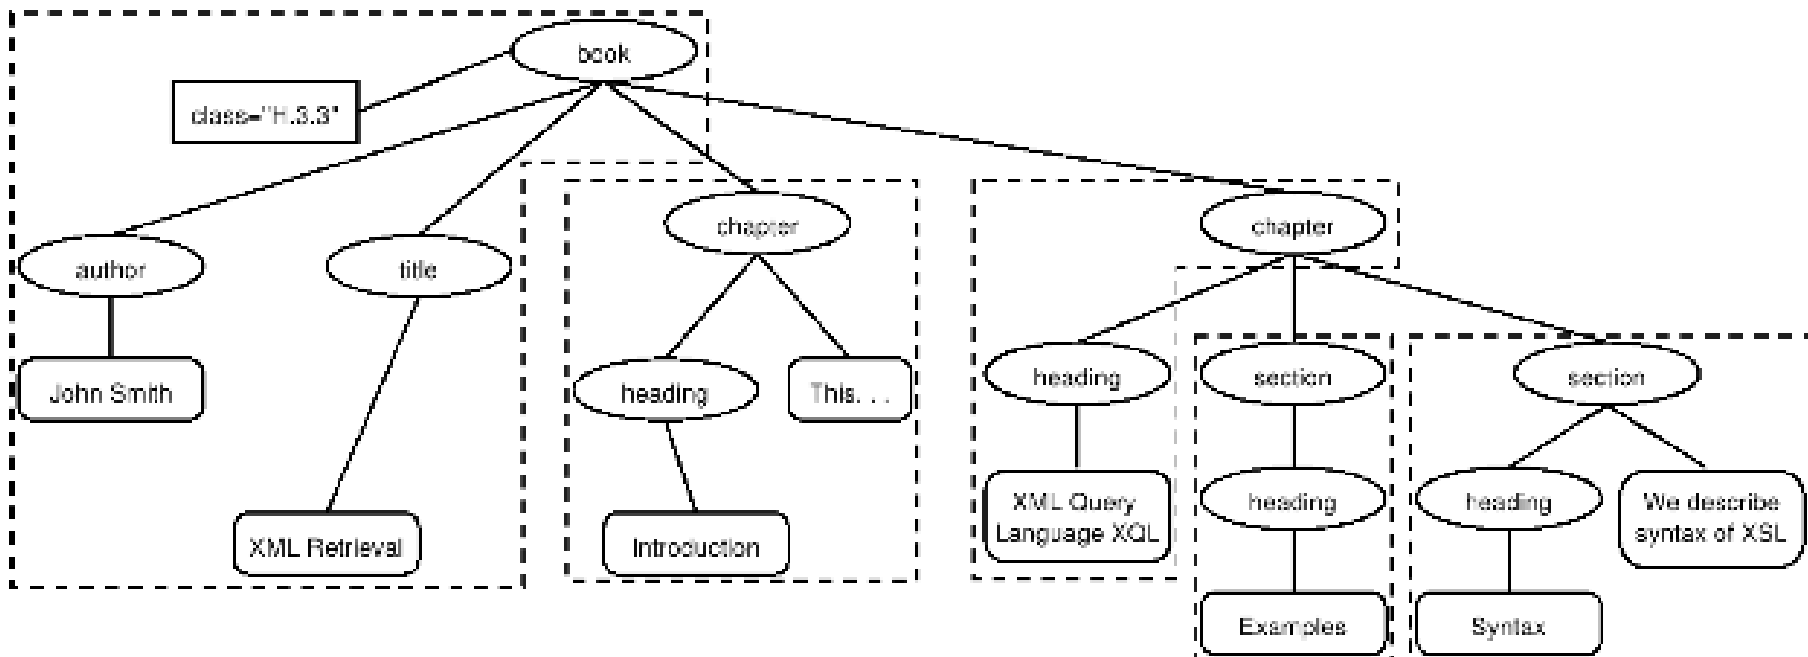 book
class="H.3.3"
chapter
chapter
author
title
John Smith
heading
This. . .
heading
section
section
XML Query
Language XQL
heading
heading
We describe
syntax of XSL
XML Retrieval
Introduction
Examples
Syntax